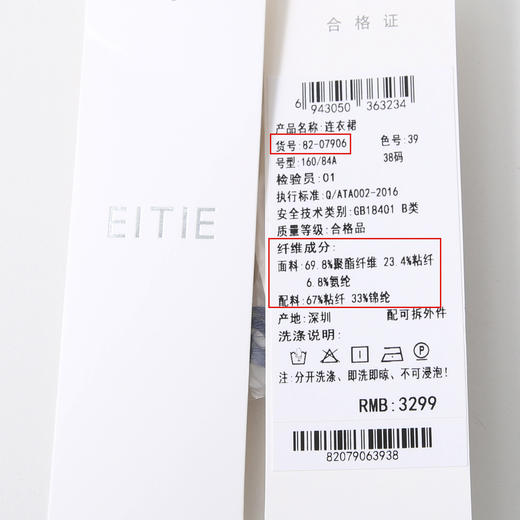 EITIE
合格证
6 943050 363234
产品名称:连衣裙
货号:82-07906 色号:39
号型:160/84A 38码
检验员:01
执行标准:Q/ATA002-2016
安全技术类别:GB18401 B类
质量等级:合格品
纤维成分:
面料:69.8%聚酯纤维 23.4%粘纤
6.8%氨纶
配料:67%粘纤 33%锦纶
产地:深圳 配可拆外件
洗涤说明:
P
注:分开洗涤、即洗即晾、不可浸泡!
RMB:3299
82079063938